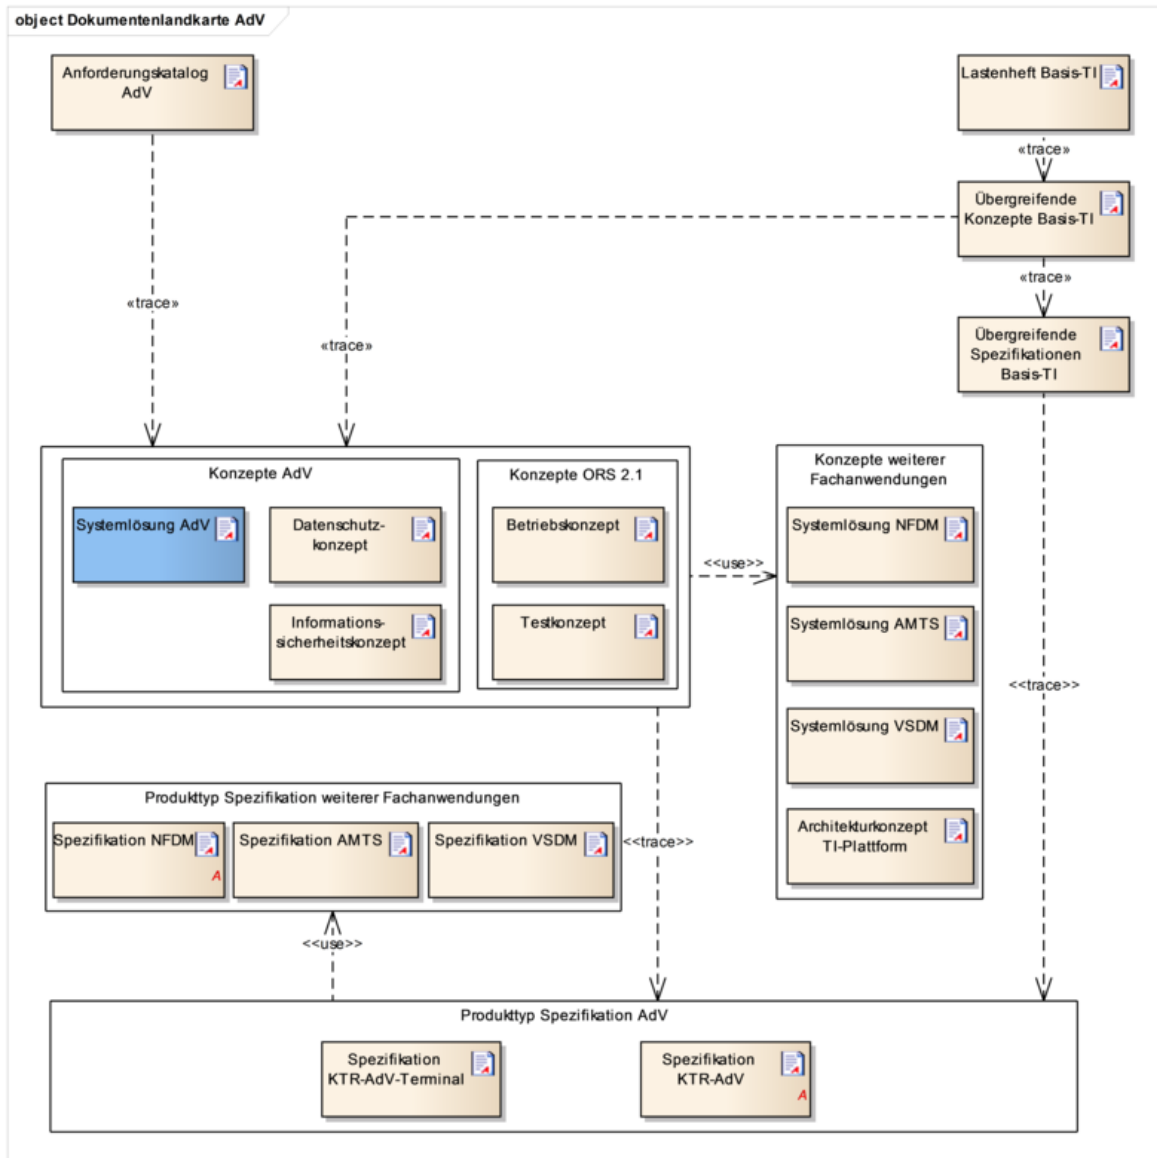 object Dokumentenlandkarte AdV
Anforderungskatalog
AdV
Lastenheft Basis-TI
«trace»
Übergreifende
Konzepte Basis-TI
«trace»
«trace»
«trace»
Übergreifende
Spezifikationen
Basis-TI
Konzepte AdV
Systemlösung AdV
Datenschutz-
konzept
Informations-
sicherheitskonzept
Konzepte ORS 2.1
Betriebskonzept
Testkonzept
<<use>>
Konzepte weiterer
Fachanwendungen
Systemlösung NFDM
Systemlösung AMTS
Systemlösung VSDM
Architekturkonzept
TI-Plattform
<<trace>>
Produkttyp Spezifikation weiterer Fachanwendungen
Spezifikation NFDM
A
Spezifikation AMTS
Spezifikation VSDM
<<trace>>
<<use>>
Produkttyp Spezifikation AdV
Spezifikation
KTR-AdV-Terminal
Spezifikation
KTR-AdV
A